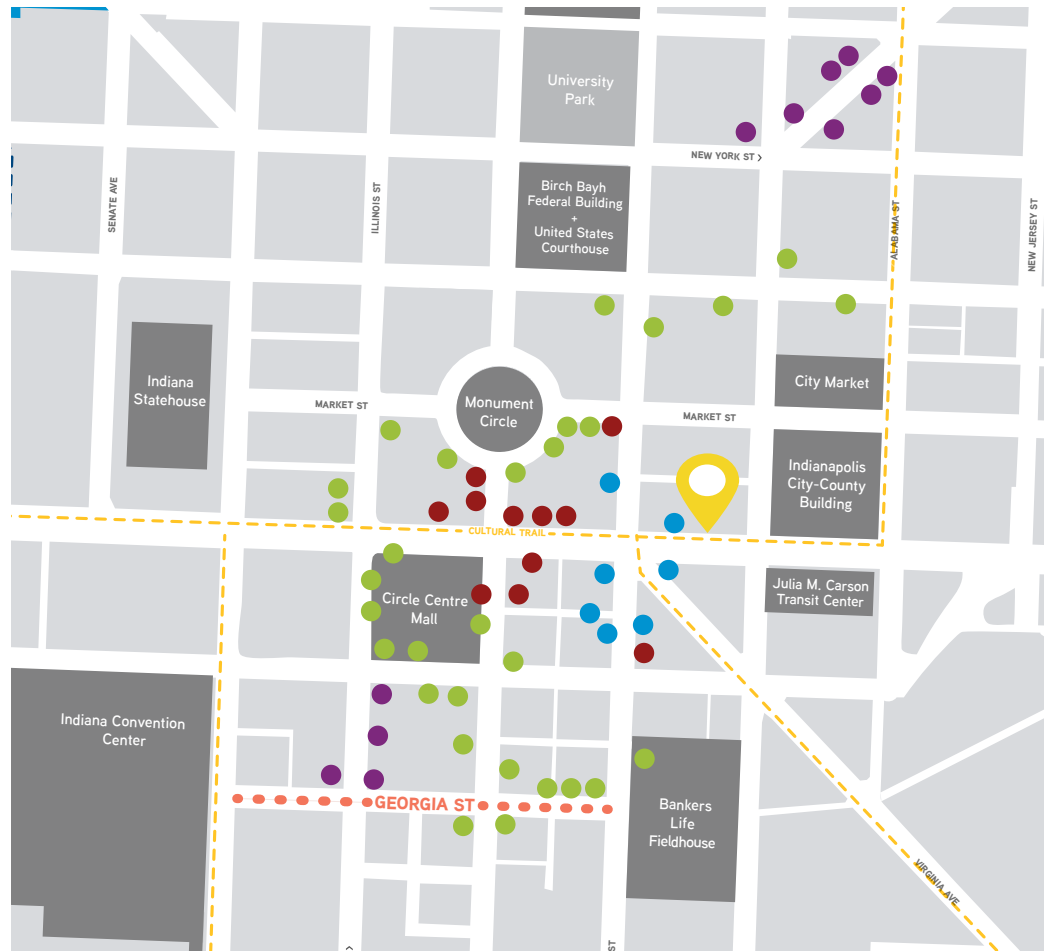 University
Park
NEW YORK ST >
Birch Bayh
Federal Building
+
United States
Courthouse
SENATE AVE
ILLINOIS ST
ALABAMA ST
NEW JERSEY ST
Indiana
Statehouse
City Market
MARKET ST
Monument
Circle
MARKET ST
Indianapolis
City-County
Building
CULTURAL TRAIL
Circle Centre
Mall
Julia M. Carson
Transit Center
Indiana Convention
Center
GEORGIA ST
Bankers
Life
Fieldhouse
VIRGINIA AVE
ST